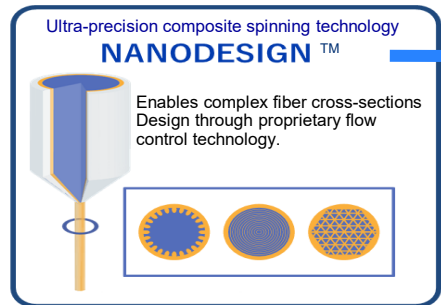 Ultra-precision composite spinning technology
NANODESIGN ™
Enables complex fiber cross-sections
Design through proprietary flow
control technology.